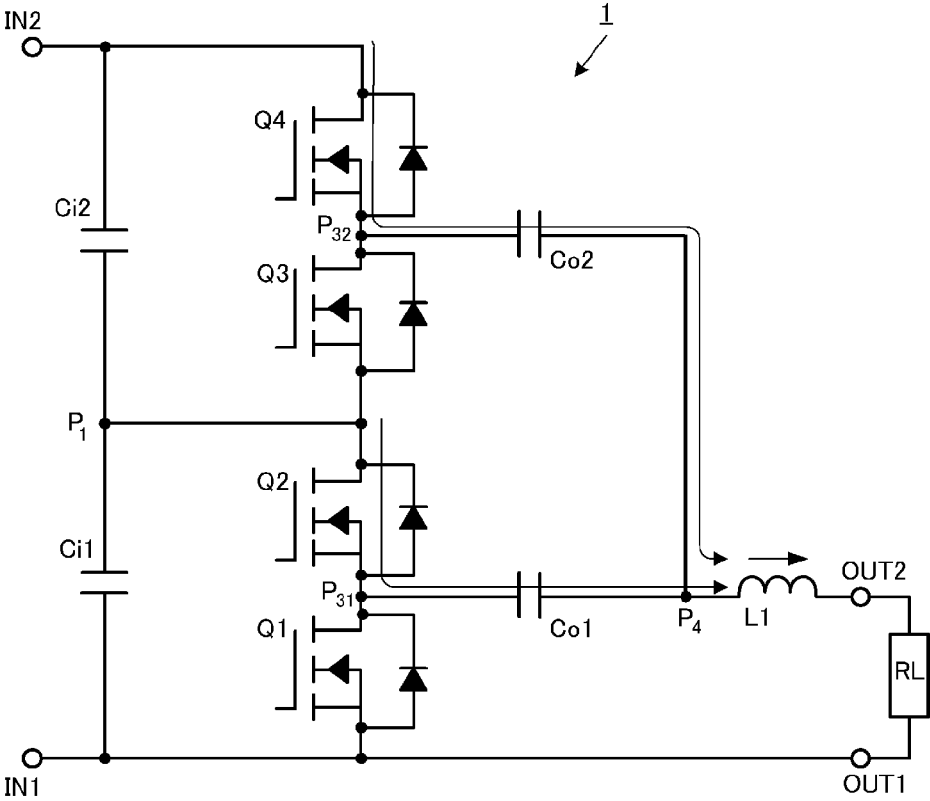 IN2
1
Q4
Ci2
P32
Co2
Q3
P1
Q2
Ci1
OUT2
P31
Co1
P4
L1
Q1
RL
IN1
OUT1